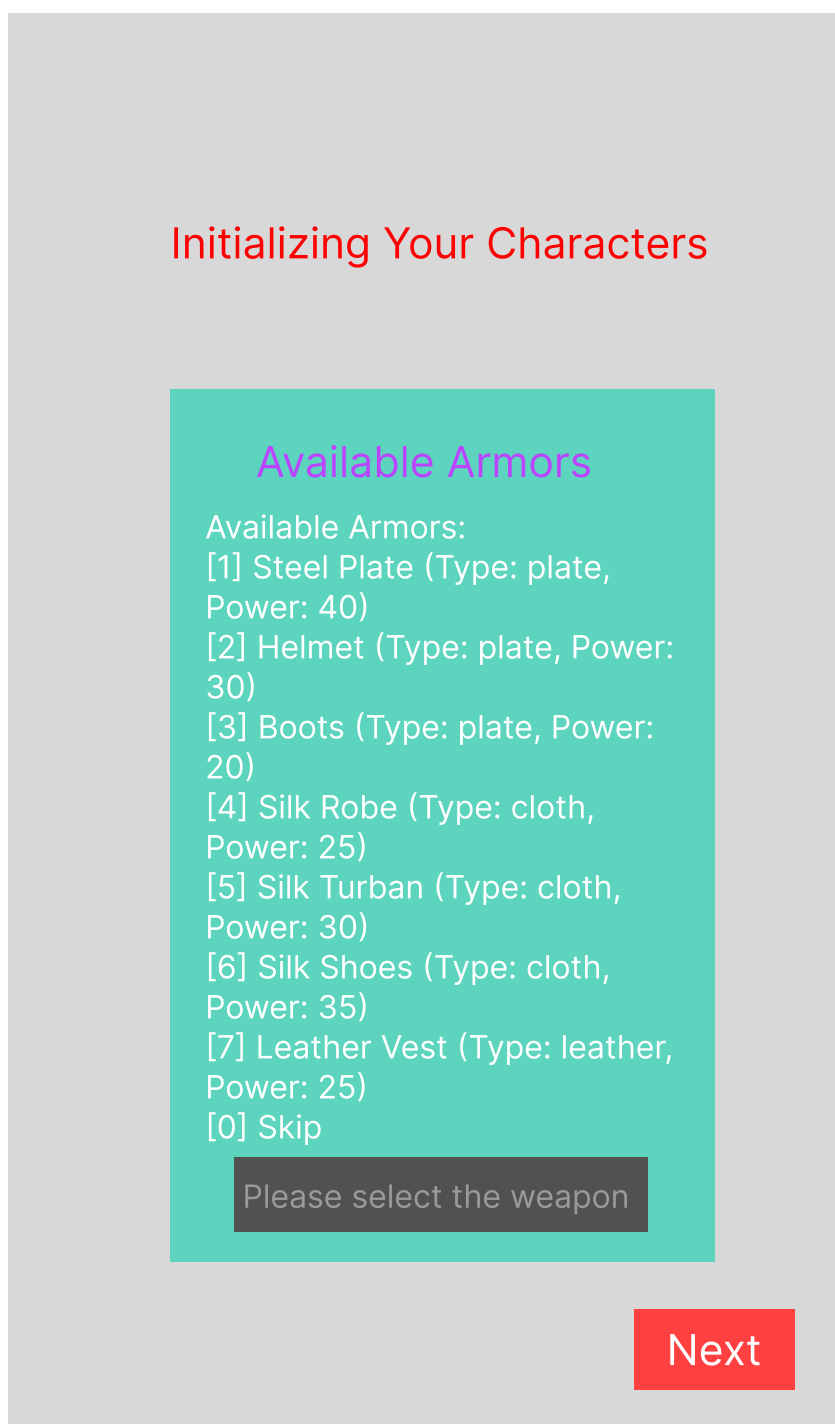 Initializing Your Characters
Available Armors
Available Armors:
[1] Steel Plate (Type: plate,
Power: 40)
[2] Helmet (Type: plate, Power:
30)
[3] Boots (Type: plate, Power:
20)
[4] Silk Robe (Type: cloth,
Power: 25)
[5] Silk Turban (Type: cloth,
Power: 30)
[6] Silk Shoes (Type: cloth,
Power: 35)
[7] Leather Vest (Type: leather,
Power: 25)
[0] Skip
Please select the weapon
Next